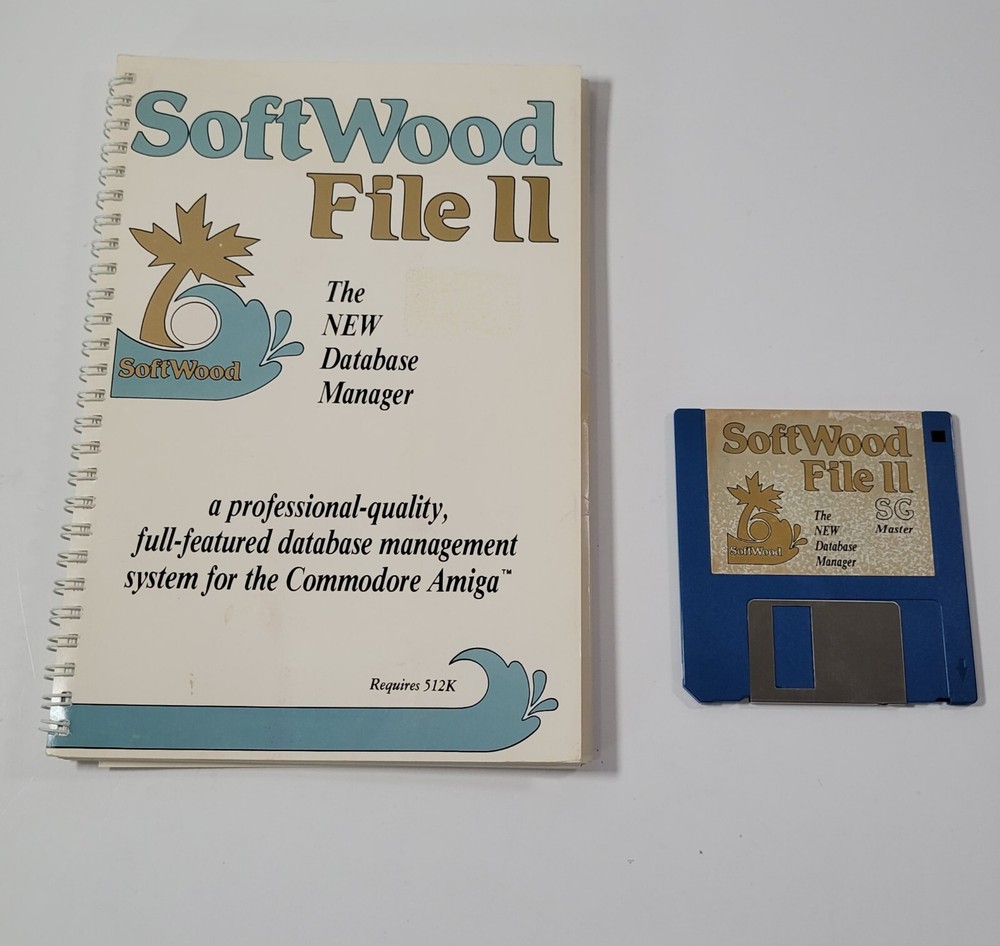 SoftWood
File II
SoftWood
The
NEW
Database
Manager
a professional-quality,
full-featured database management
system for the Commodore Amiga™
Requires 512K
SoftWood
File II
SG
Master
The
NEW
Database
Manager
SoftWood